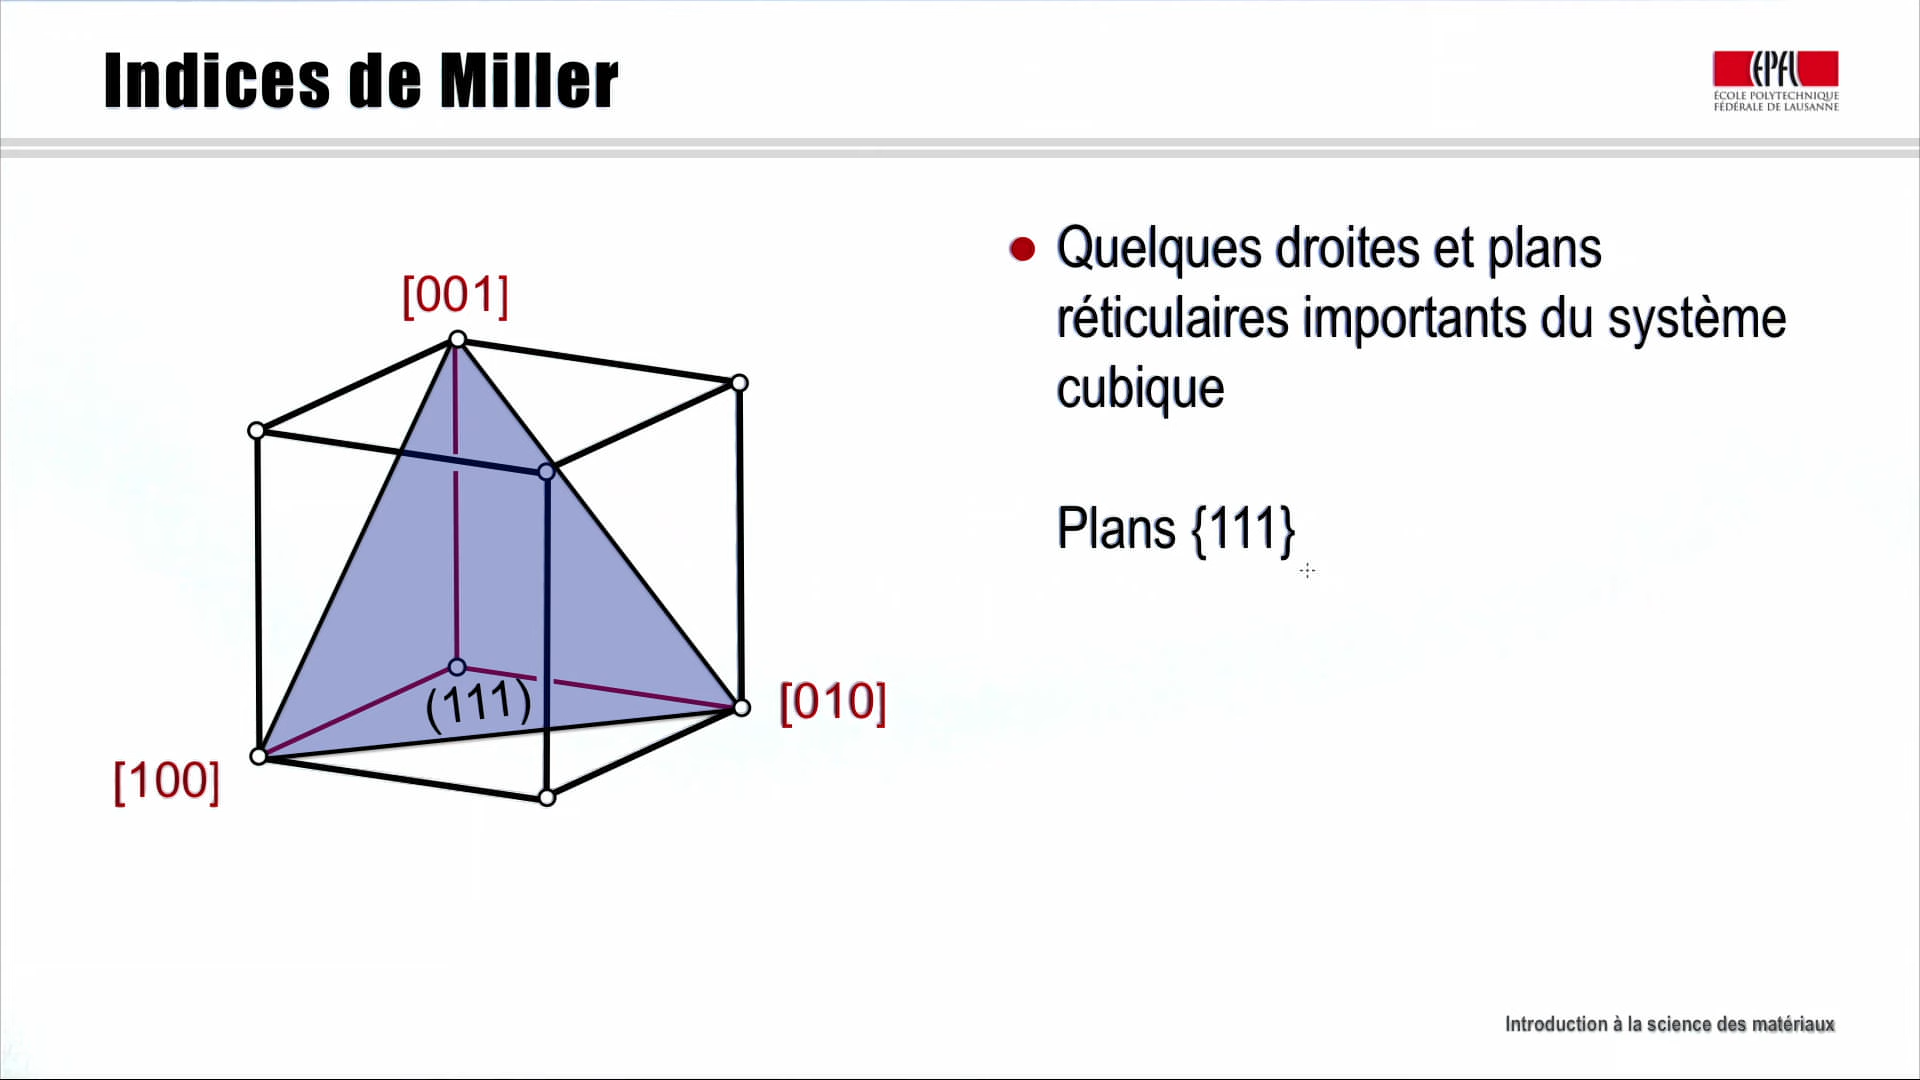 Indices de Miller
EPFL
ÉCOLE POLYTECHNIQUE
FÉDÉRALE DE LAUSANNE
[001]
(111)
[010]
[100]
Quelques droites et plans
réticulaires importants du système
cubique
Plans {111}
Introduction à la science des matériaux